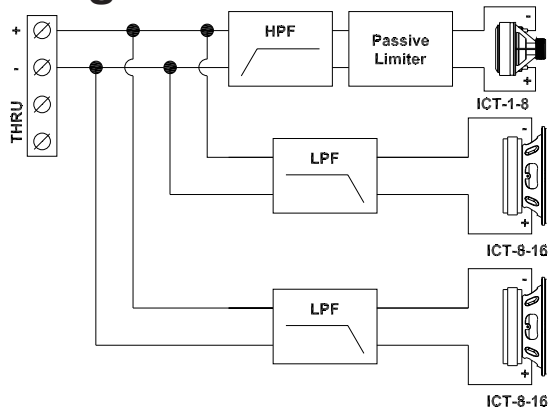 +
HPF
Passive
Limiter
-
+
ICT-1-8
-
THRU
LPF
-
+
ICT-8-16
LPF
-
+
ICT-8-16